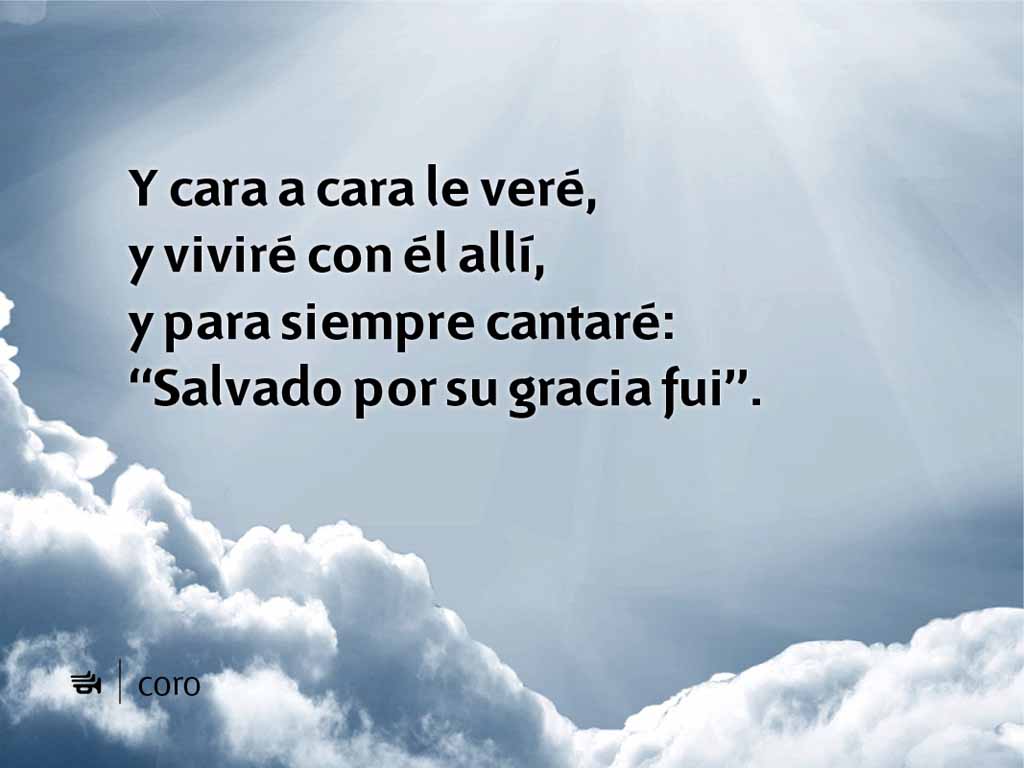 Y cara a cara le veré,
y viviré con él allí,
y para siempre cantaré:
“Salvado por su gracia fui”.
coro